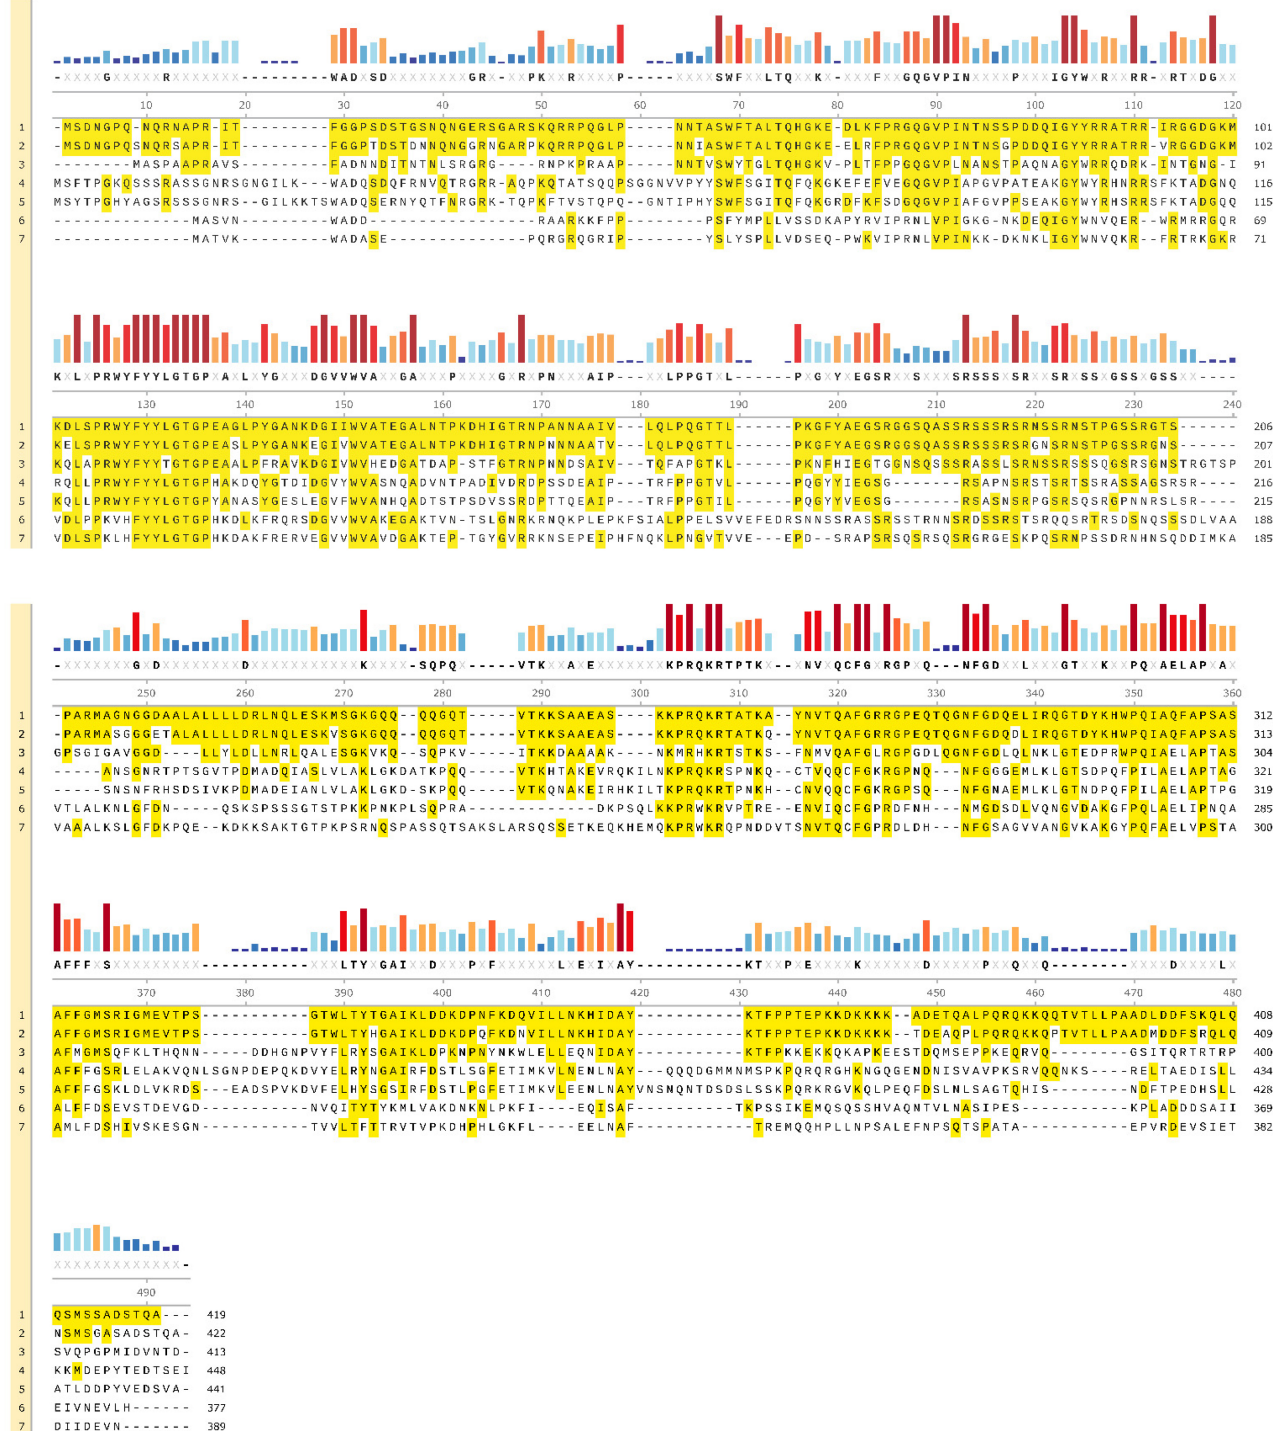 -XXXXGXXXXXRXXXXXXX---------WADXSDXXXXXXXXGRX-XXPKXXRXXXXP-----XXXXSWFXXLTQXXKX-XXXFXXGQGVPINXXXXPXXXIGYWXRXXRR-XRTXDGXX
10 20 30 40 50 60 70 80 90 100 110 120
1 -MSDNGPQ-NQRNAPR-IT---------FGGPSDSTGSNQNGERSGARSKQRRPQGLP-----NNTASWFTALTQHGKE-DLKFPRGQGVPINTNSSPDDQIGYYRRATRR-IRGGDGKM 101
2 -MSDNGPQSNQRSAPR-IT---------FGGPTDSTDNNQNGGRNGARPKQRRPQGLP-----NNIASWFTALTQHGKE-ELRFPRGQGVPINTNSGPDDQIGYYRRATRR-VRGGDGKM 102
3 --------MASPAAPRAVS---------FADNNDITNTNLSRGRG----RNPKPRAAP-----NNTVSWYTGLTQHGKV-PLTFPPGQGVPLNANSTPAQNAGYWRRQDRK-INTGNG-I 91
4 MSFTPGKQSSSRASSGNRSGNGILK---WADQSDQFRNVQTRGRR-AQPKQTATSQQPSGGNVVPYYSWFSGITQFQKGKEFEFVEGQGVPIAPGVPATEAKGYWYRHNRRSFKTADGNQ 116
5 MSYTPGHYAGSRSSSGNRS-GILKKTSWADQSERNYQTFNRGRK-TQPKFTVSTQPQ--GNTIPHYSWFSGITQFQKGRDFKFSDGQGVPIAFGVPPSEAKGYWYRHSRRSFKTADGQQ 115
6 --------------MASVN---------WADD-----------------RAARKKFPP--------PSFYMPLLVSSDKAPYRVIPRNLVPIGKG-NKDEQIGYWNVQER--WRMRRGQR 69
7 --------------MATVK---------WADASE--------------PQRGRQGRIP--------YSLYSPLLVDSEQ-PWKVIPRNLVPINKK-DKNKLIGYWNVQKR--FRTRKGKR 71
KXLXPRWYFYYLGTGPXAXLXYGXXXDGVVWVAXXGAXXXPXXXXGXRXPNXXXAIP---XXLPPGTXL------PXGXYXEGSRXXSXXXSRSSSXSRXXSRXSSXGSSXGSSXX----
130 140 150 160 170 180 190 200 210 220 230 240
1 KDLSPRWYFYYLGTGPEAGLPYGANKDGIIWVATEGALNTPKDHIGTRNPANNAAIV---LQLPQGTTL------PKGFYAEGSRGGSQASSRSSSRSRNSSRNSTPGSSRGTS------ 206
2 KELSPRWYFYYLGTGPEASLPYGANKEGIVWVATEGALNTPKDHIGTRNPNNNAATV---LQLPQGTTL------PKGFYAEGSRGGSQASSRSSSRSRGNSRNSTPGSSRGNS------ 207
3 KQLAPRWYFYYTGTGPEAALPFRAVKDGIVWVHEDGATDAP-STFGTRNPNNDSAIV---TQFAPGTKL------PKNFHIEGTGGNSQSSSRASSLSRNSSRSSSQGSRSGNSTRGTSP 201
4 RQLLPRWYFYYLGTGPHAKDQYGTDIDGVYWVASNQADVNTPADIVDRDPSSDEAIP---TRFPPGTVL------PQGYYIEGSG-------RSAPNSRSTSRTSSRASSAGSRSR---- 216
5 KQLLPRWYFYYLGTGPYANASYGESLEGVFWVANHQADTSTPSDVSSRDPTTQEAIP---TRFPPGTIL------PQGYYVEGSG-------RSASNSRPGSRSQSRGPNNRSLSR---- 215
6 VDLPPKVHFYYLGTGPHKDLKFRQRSDGVVWVAKEGAKTVN-TSLGNRKRNQKPLEPKFSIALPPELSVVEFEDRSNNSSRASSRSSTRNNSRDSSRSTSRQQSRTRSDSNQSSSDLVAA 188
7 VDLSPKLHFYYLGTGPHKDAKFRERVEGVVWVAVDGAKTEP-TGYGVRRKNSEPEIPHFNQKLPNGVTVVE---EPD--SRAPSRSQSRSQSRGRGESKPQSRNPSSDRNHNSQDDIMKA 185
-XXXXXXXGXDXXXXXXXXDXXXXXXXXXXXKXXXX-SQPQ-----VTKXXAXEXXXXXXXKPRQKRTPTK--XNVXQCFGXRGPXQ---NFGDXXLXXXGTXXKXXPQXAELAPXAX
250 260 270 280 290 300 310 320 330 340 350 360
1 -PARMAGNGGDAALALLLLDRLNQLESKMSGKGQQ--QQGQT-----VTKKSAAEAS----KKPRQKRTATKA--YNVTQAFGRRGPEQTQGNFGDQELIRQGTDYKHWPQIAQFAPSAS 312
2 -PARMASGGGETALALLLLDRLNQLESKVSGKGQQ--QQGQT-----VTKKSAAEAS----KKPRQKRTATKQ--YNVTQAFGRRGPEQTQGNFGDQDLIRQGTDYKHWPQIAQFAPSAS 313
3 GPSGIGAVGGD----LLYLDLLNRLQALESGKVKQ--SQPKV-----ITKKDAAAAK----NKMRHKRTSTKS--FNMVQAFGLRGPGDLQGNFGDLQLNKLGTEDPRWPQIAELAPTAS 304
4 -----ANSGNRTPTSGVTPDMADQIASLVLAKLGKDATKPQQ-----VTKHTAKEVRQKILNKPRQKRSPNKQ--CTVQQCFGKRGPNQ---NFGGGEMLKLGTSDPQFPILAELAPTAG 321
5 -----SNSNFRHSDSIVKPDMADEIANLVLAKLGKD-SKPQQ-----VTKQNAKEIRHKILTKPRQKRTPNKH--CNVQQCFGKRGPSQ---NFGNAEMLKLGTNDPQFPILAELAPTPG 319
6 VTLALKNLGFDN-----QSKSPSSSGTSTPKKPNKPLSQPRA------------DKPSQLKKPRWKRVPTRE--ENVIQCFGPRDFNH---NMGDSDLVQNGVDAKGFPQLAELIPNQA 285
7 VAAALKSLGFDKPQE--KDKKSAKTGTPKPSRNQSPASSQTSAKSLARSQSSETKEQKHEMQKPRWKRQPNDDVTSNVTQCFGPRDLDH---NFGSAGVVANGVKAKGYPQFAELVPSTA 300
AFFFXSXXXXXXXXX-----------XXXLTYXGAIXXDXXXPXFXXXXXXLXEXIXAY-----------KTXXPXEXXXXKXXXXXXDXXXXXPXXQXXQ--------XXXXDXXXXLX
370 380 390 400 410 420 430 440 450 460 470 480
1 AFFGMSRIGMEVTPS-----------GTWLTYTGAIKLDDKDPNFKDQVILLNKHIDAY-----------KTFPPTEPKKDKKKK-ADETQALPQRQKKQQTVTLLPAADLDDFSKQLQ 408
2 AFFGMSRIGMEVTPS-----------GTWLTYHGAIKLDDKDPQFKDNVILLNKHIDAY-----------KTFPPTEPKKDKKKK-TDEAQPLPQRQKKQPTVTLLPAADMDDFSRQLQ 409
3 AFMGMSQFKLTHQNN-----DDHGNPVYFLRYSGAIKLDPKNPNYNKWLELLEQNIDAY-----------KTFPKKEKKQKAPKEESTDQMSEPPKEQRVQ--------GSITQRTRTRP 400
4 AFFFGSRLELAKVQNLSGNPDEPQKDVYELRYNGAIRFDSTLSGFETIMKVLNENLNAY--QQQDGMMNMSPKPQRQRGHKNGQGENDNISVAVPKSRVQQNKS---RELTAEDISLL 434
5 AFFFGSKLDLVKRDS---EADSPVKDVFELHYSGSIRFDSTLPGFETIMKVLEENLNAYVNSNQNTDSDSLSSKPQRKRGVKQLPEQFDSLNLSAGTQHIS--------NDFTPEDHSLL 428
6 ALFFDSEVSTDEVGD-----------NVQITYTYKMLVAKDNKNLPKFI---EQISAF----------TKPSSIKEMQSQSSHVAQNTVLNASIPES-----------KPLADDDSAII 369
7 AMLFDSHIVSKESGN-----------TVVLTFTTRVTVPKDHPHLGKFL---EELNAF------------TREMQQHPLLNPSALEFNPSQTSPATA-----------EPVRDEVSIET 382
XXXXXXXXXXXXX-
490
1 QSMSSADSTQA--- 419
2 NSMSGASADSTQA- 422
3 SVQPGPMIDVNTD- 413
4 KKMDEPYTEDTSEI 448
5 ATLDDPYVEDSVA- 441
6 EIVNEVLH------ 377
7 DIIDEVN------- 389